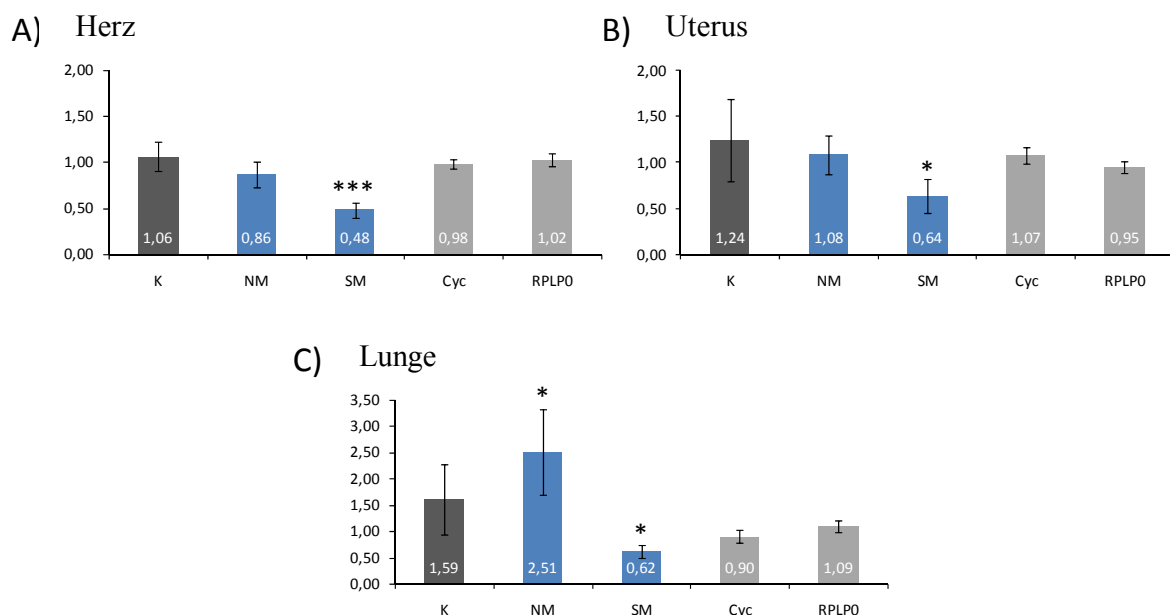 A) Herz
2,00
1,50
1,00
0,50
0,00
***
1,06 0,86 0,48 0,98 1,02
K NM SM Cyc RPLP0
B) Uterus
2,00
1,50
1,00
0,50
0,00
*
1,24 1,08 0,64 1,07 0,95
K NM SM Cyc RPLP0
C) Lunge
3,50
3,00
2,50
2,00
1,50
1,00
0,50
0,00
*
*
1,59 2,51 0,62 0,90 1,09
K NM SM Cyc RPLP0